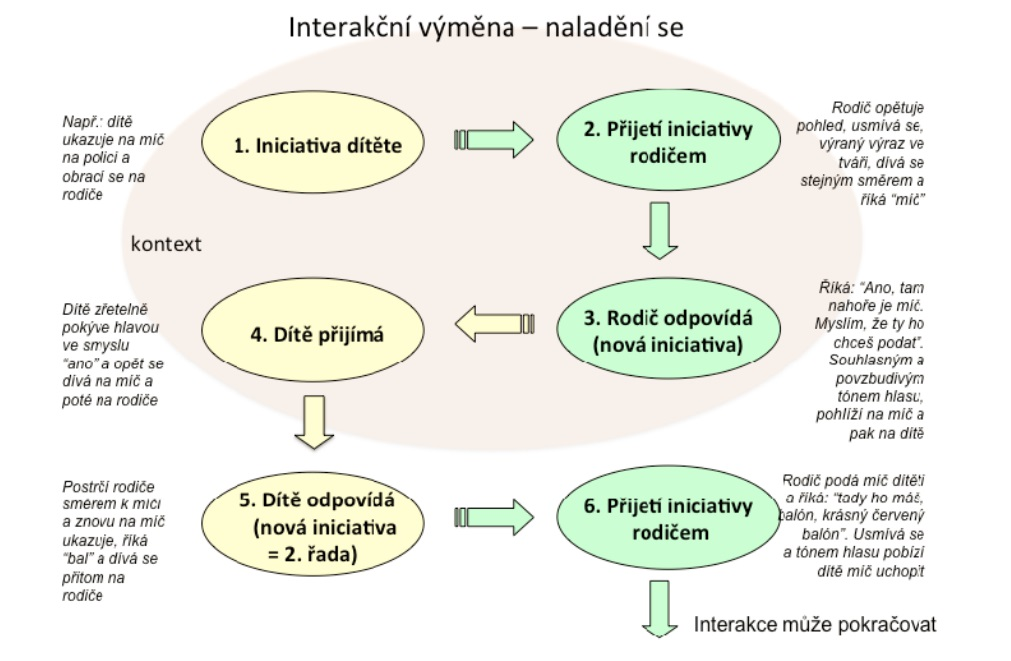 Interakční výměna – naladění se
Např.: dítě
ukazuje na míč
na polici a
obrací se na
rodiče
1. Iniciativa dítěte
2. Přijetí iniciativy
rodičem
Rodič opětuje
pohled, usmívá se,
výraný výraz ve
tváři, dívá se
stejným směrem a
říká “míč”
kontext
Dítě zřetelně
pokýve hlavou
ve smyslu
“ano” a opět se
dívá na míč a
poté na rodiče
4. Dítě přijímá
3. Rodič odpovídá
(nová iniciativa)
Říká: “Ano, tam
nahoře je míč.
Myslím, že ty ho
chceš podat”.
Souhlasným a
povzbudivým
tónem hlasu,
pohlíží na míč a
pak na dítě
Postrčí rodiče
směrem k míči
a znovu na míč
ukazuje, říká
“bal” a dívá se
přitom na
rodiče
5. Dítě odpovídá
(nová iniciativa
= 2. řada)
6. Přijetí iniciativy
rodičem
Rodič podá míč dítěti
a říká: “tady ho máš,
balón, krásný červený
balón”. Usmívá se
a tónem hlasu pobízí
dítě míč uchopit
Interakce může pokračovat